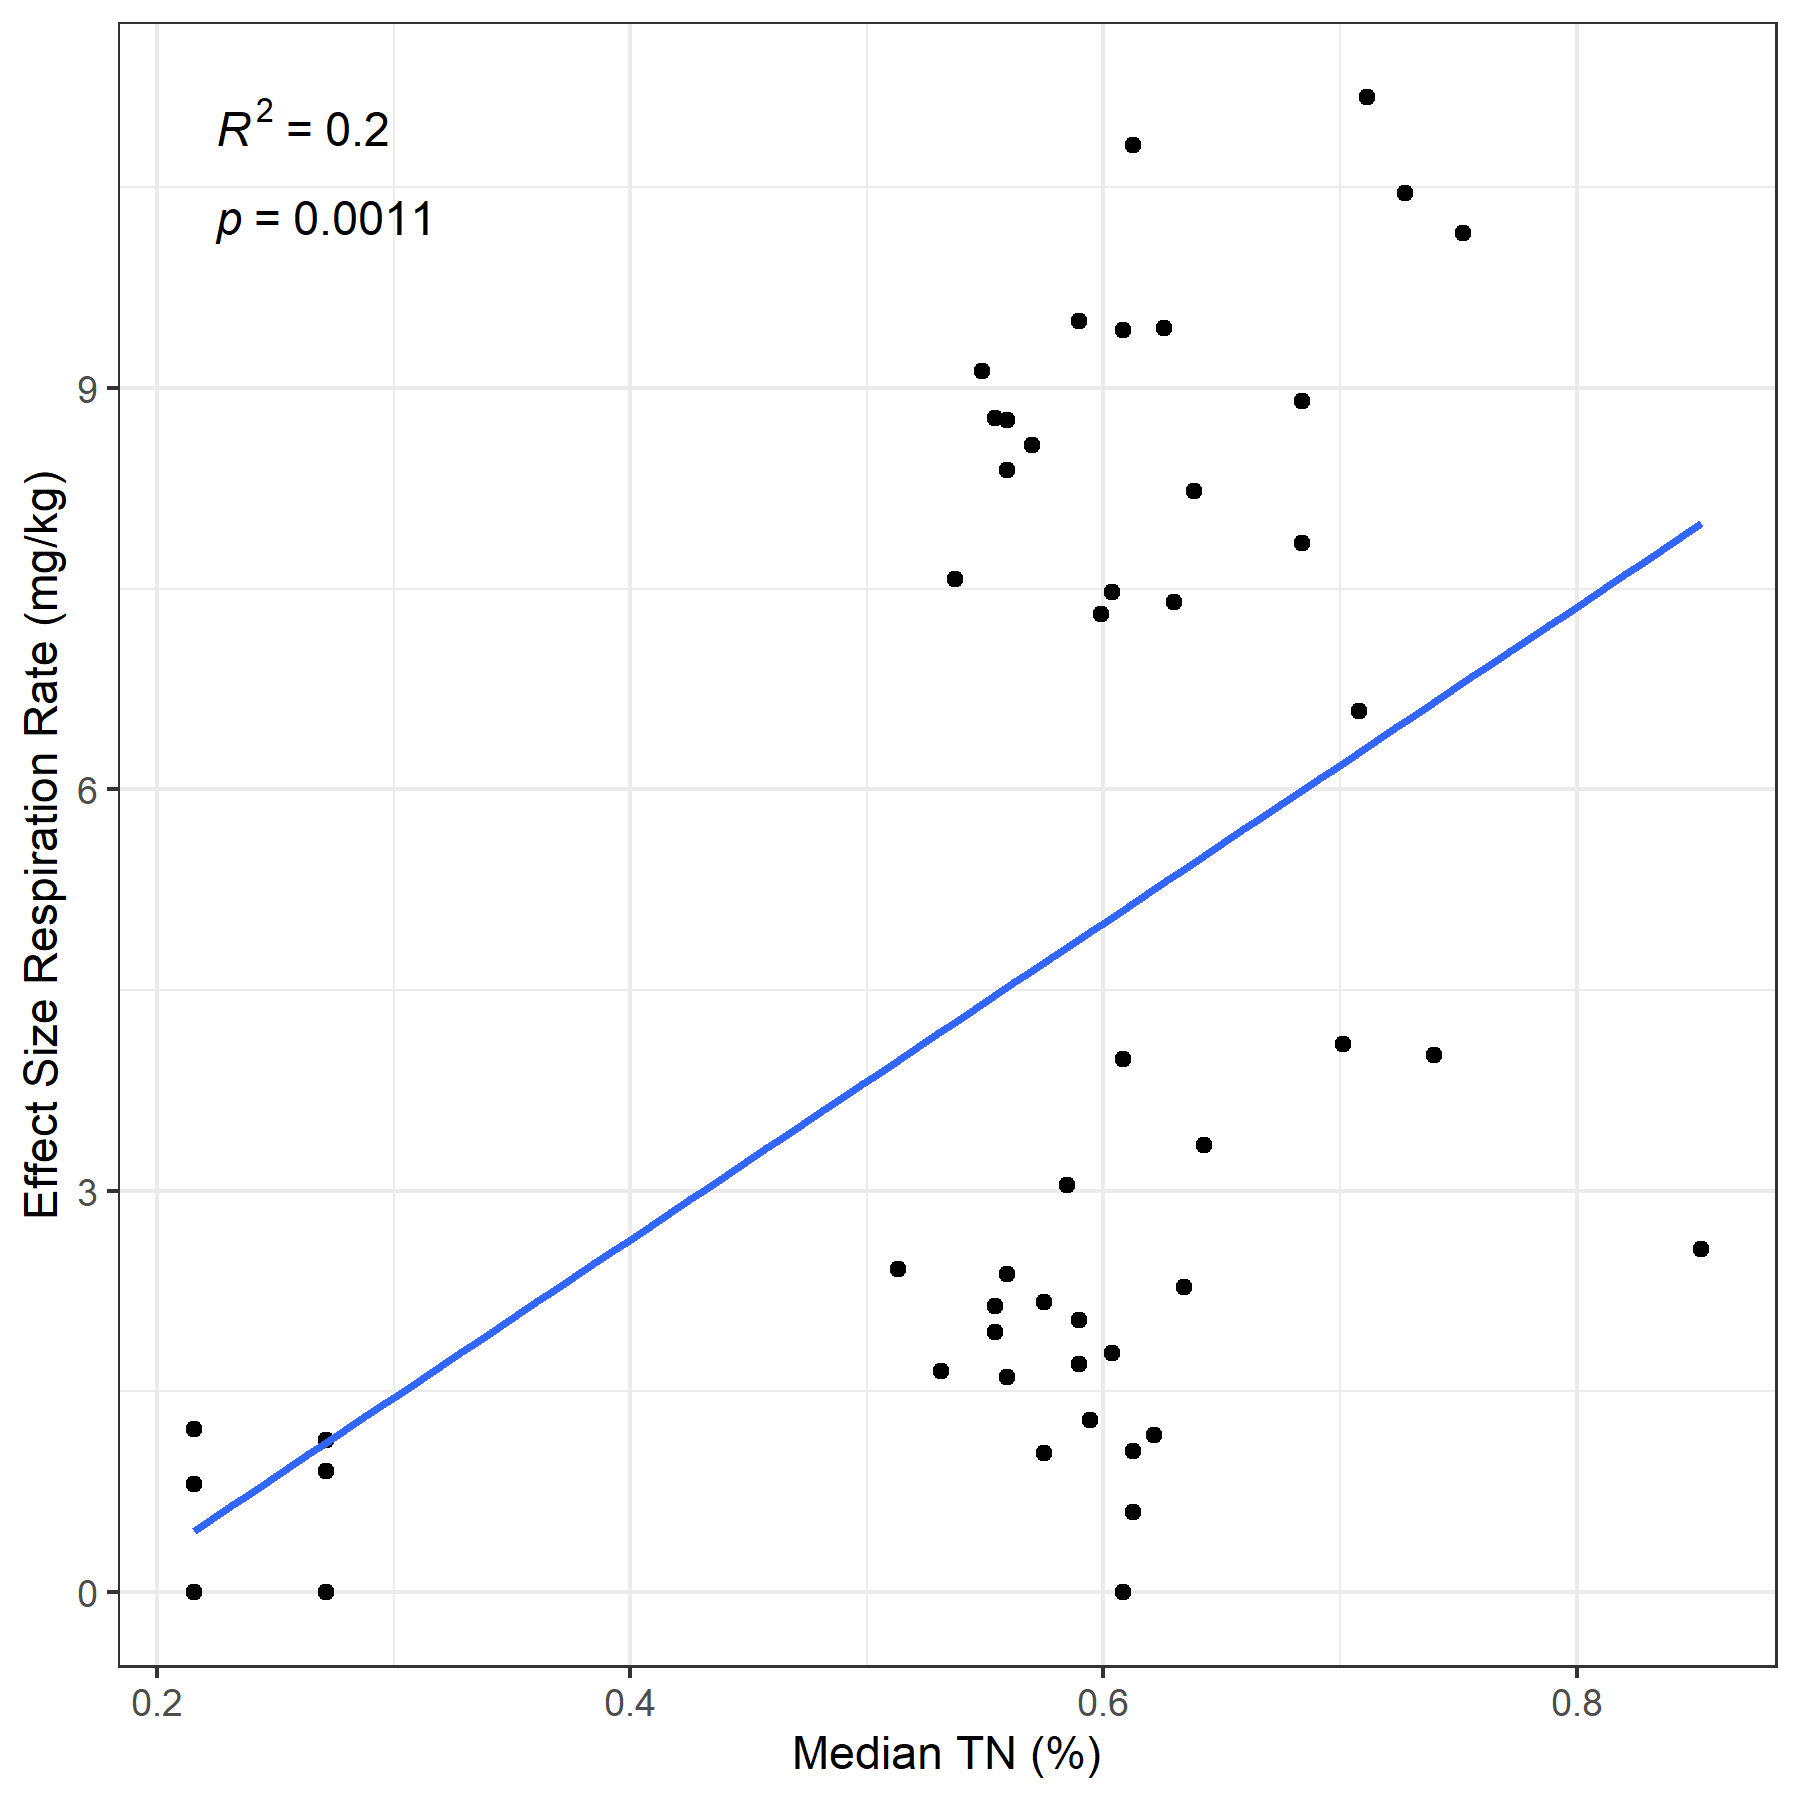 R² = 0.2
p = 0.0011
Effect Size Respiration Rate (mg/kg)
9
6
3
0
0.2 0.4 0.6 0.8
Median TN (%)